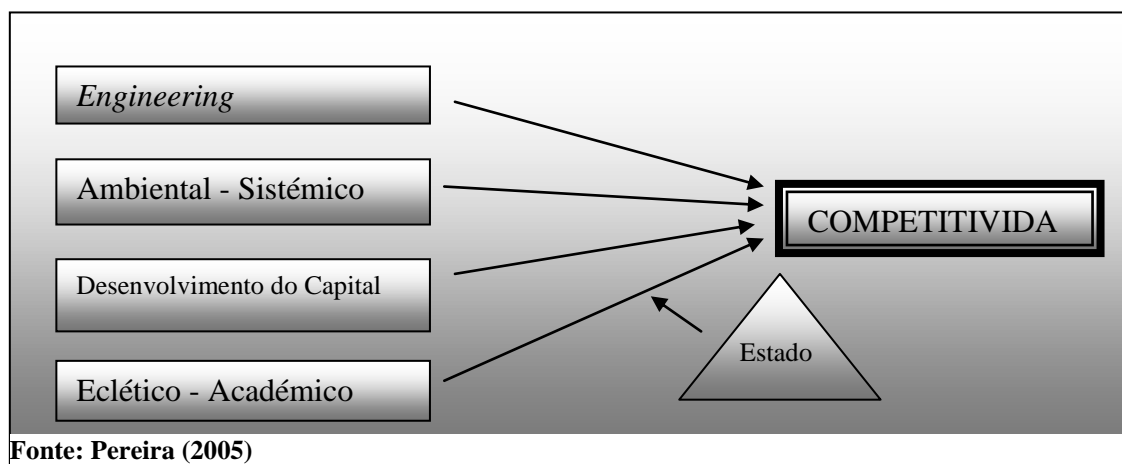 Engineering
Ambiental - Sistémico
COMPETITIVIDA
Desenvolvimento do Capital
Estado
Eclético - Académico
Fonte: Pereira (2005)